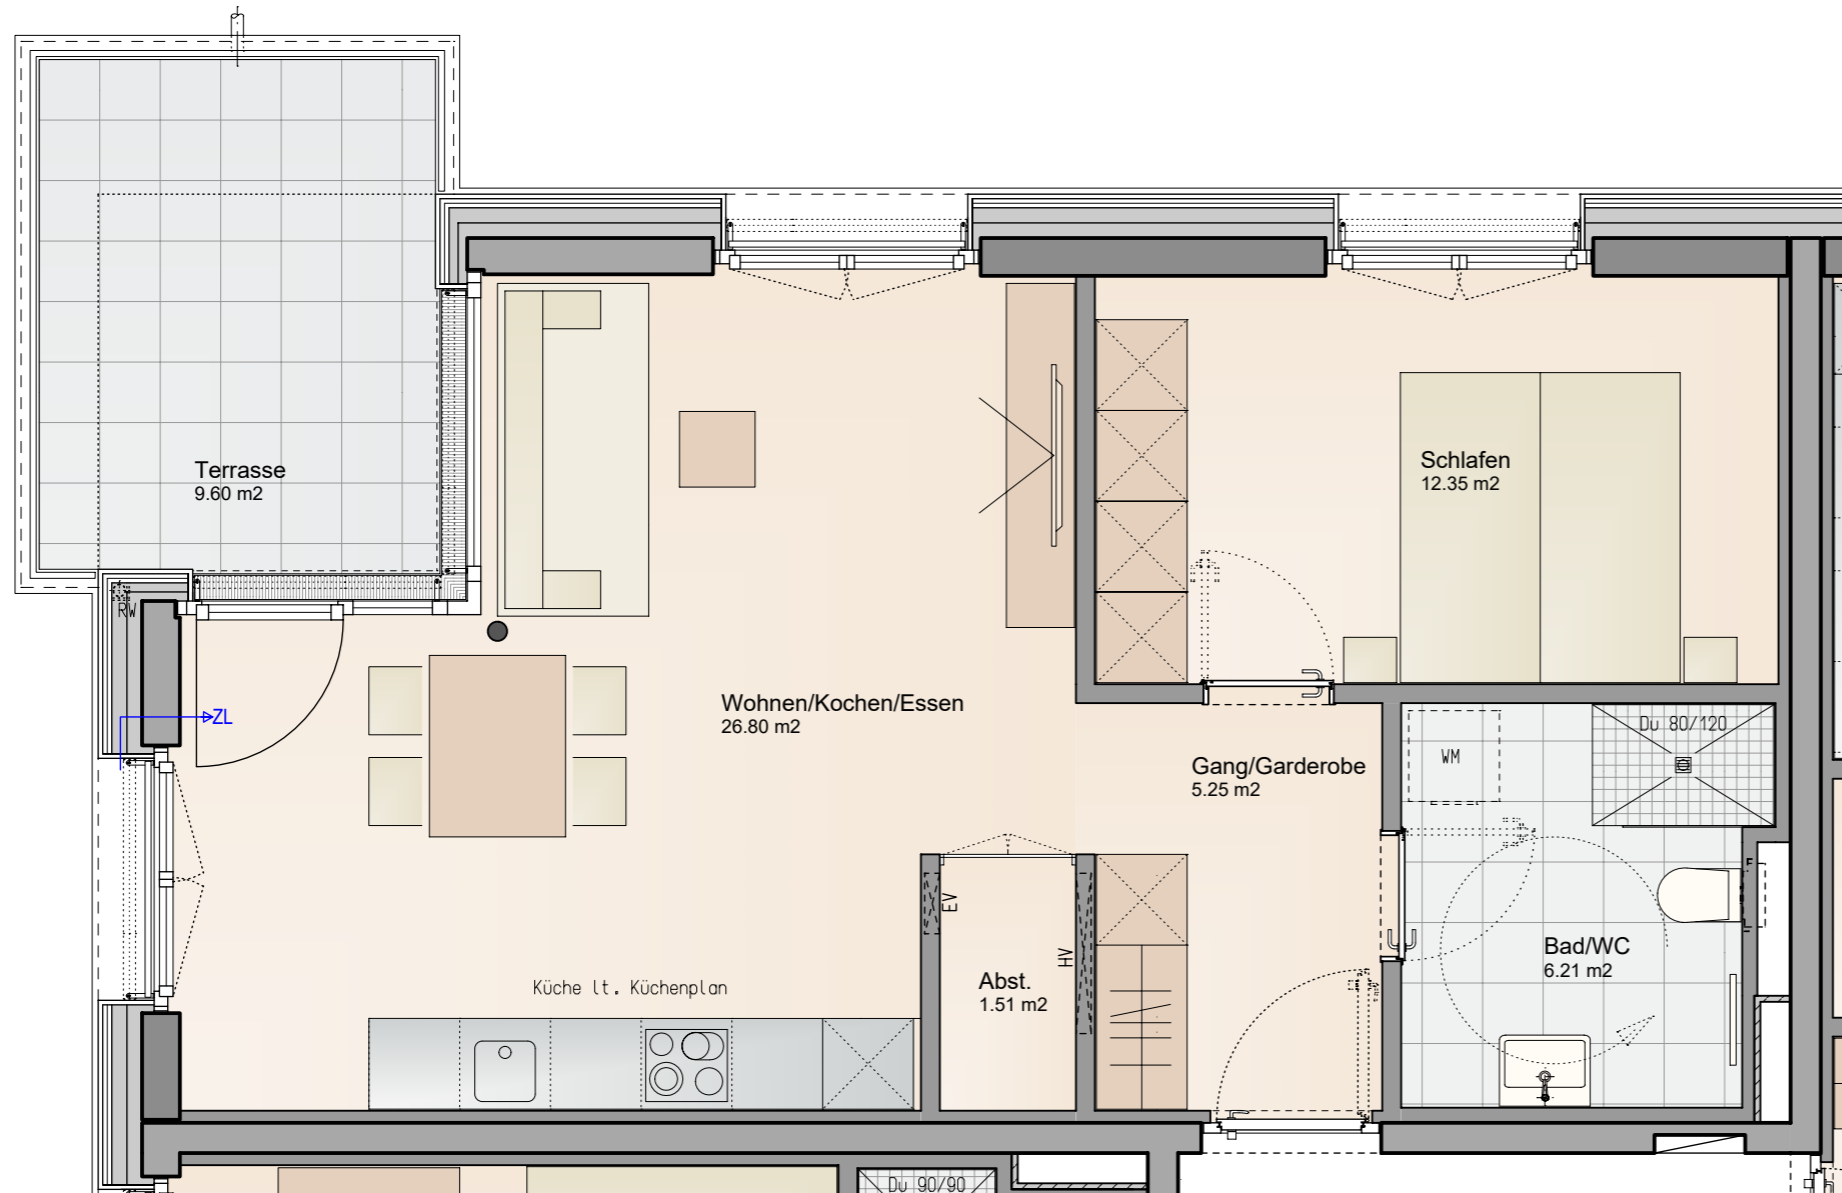 Terrasse
9.60 m2
Schlafen
12.35 m2
RW
ZL
Wohnen/Kochen/Essen
26.80 m2
Du 80/120
WM
Gang/Garderobe
5.25 m2
EV
HV
Bad/WC
6.21 m2
Abst.
1.51 m2
Küche lt. Küchenplan
Du 90/90